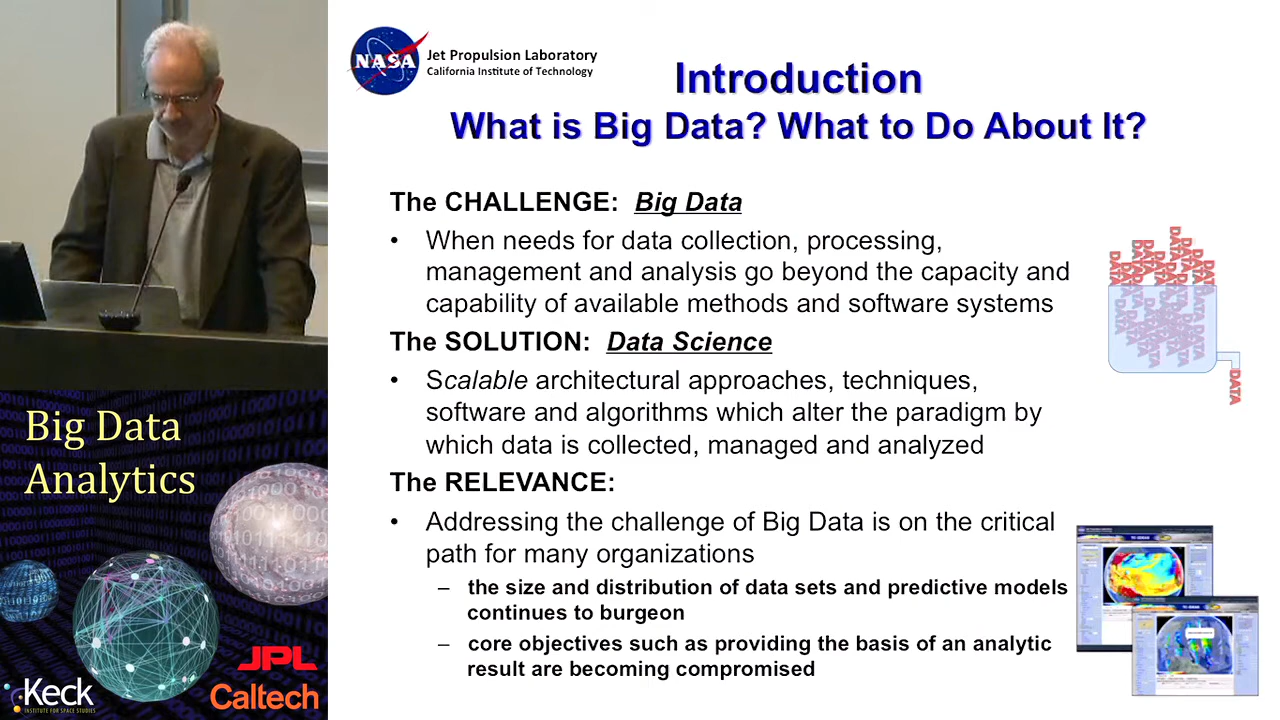 NASA
Jet Propulsion Laboratory
California Institute of Technology
Introduction
What is Big Data? What to Do About It?
The CHALLENGE: Big Data
• When needs for data collection, processing,
management and analysis go beyond the capacity and
capability of available methods and software systems
The SOLUTION: Data Science
• Scalable architectural approaches, techniques,
software and algorithms which alter the paradigm by
which data is collected, managed and analyzed
The RELEVANCE:
• Addressing the challenge of Big Data is on the critical
path for many organizations
– the size and distribution of data sets and predictive models
continues to burgeon
– core objectives such as providing the basis of an analytic
result are becoming compromised
DATA
DATA
Big Data
Analytics
JPL
Caltech
Keck
INSTITUTE FOR SPACE STUDIES